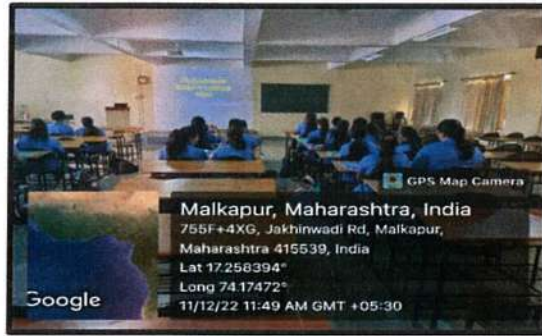 GPS Map Camera
Malkapur, Maharashtra, India
755F+4XG, Jakhinwadi Rd, Malkapur,
Maharashtra 415539, India
Lat 17.258394°
Long 74.17472°
11/12/22 11:49 AM GMT +05:30
Google